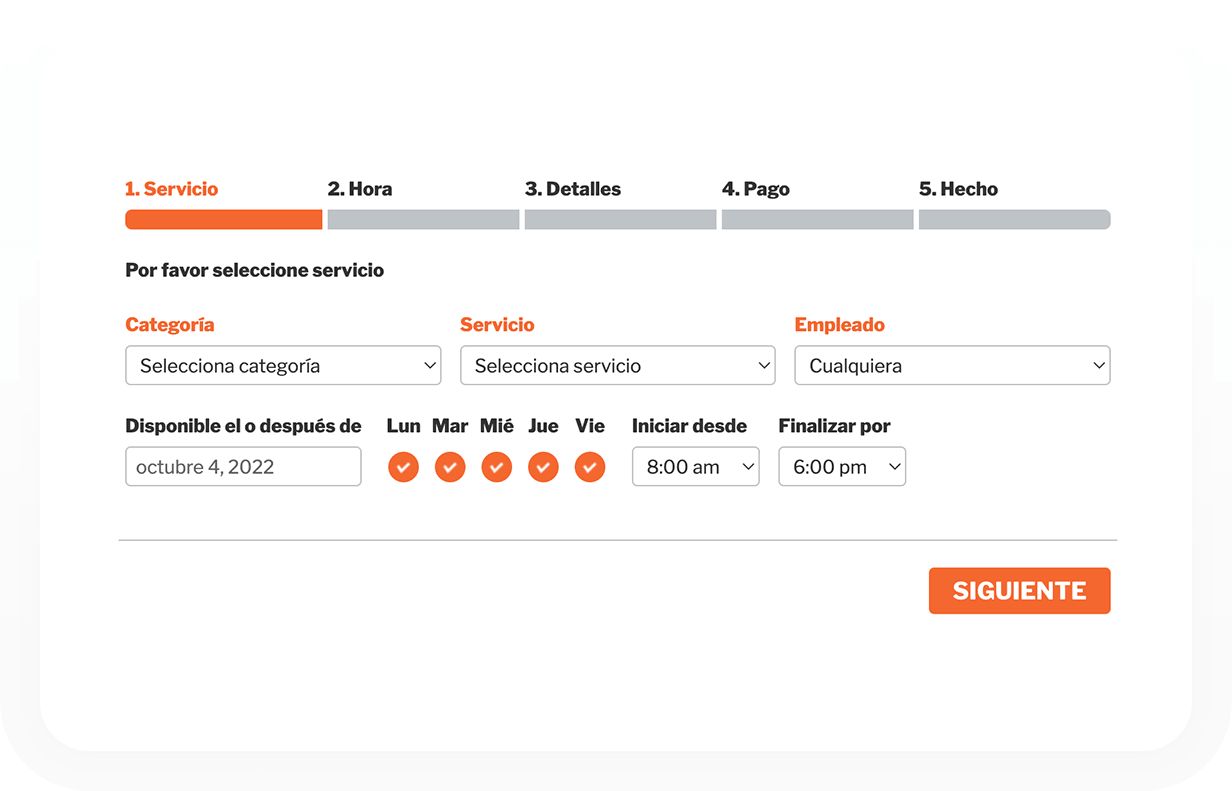 1. Servicio 2. Hora 3. Detalles 4. Pago 5. Hecho
Por favor seleccione servicio
Categoría Servicio Empleado
Selecciona categoría Selecciona servicio Cualquiera
Disponible el o después de Lun Mar Mié Jue Vie Iniciar desde Finalizar por
octubre 4, 2022 8:00 am 6:00 pm
SIGUIENTE